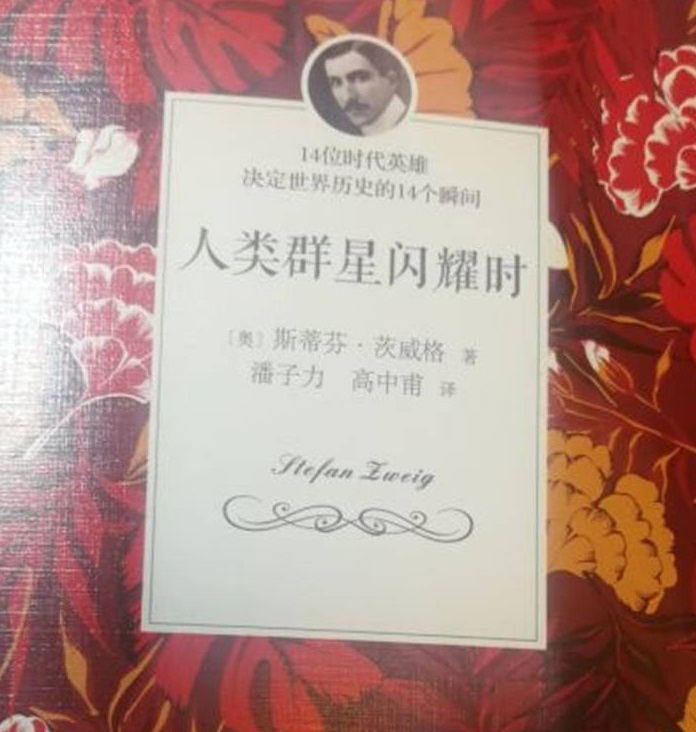 14位时代英雄
决定世界历史的14个瞬间
人类群星闪耀时
〔奥〕斯蒂芬·茨威格 著
潘子力 高中甫 译
Stefan Zweig